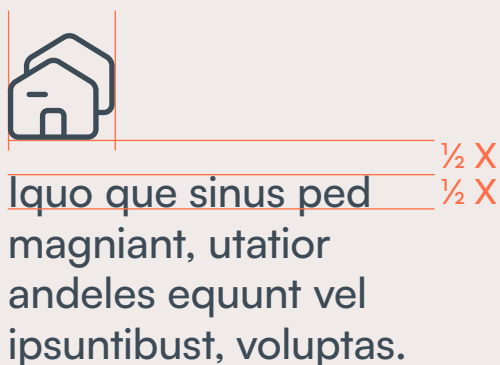 ½ X
½ X
Iquo que sinus ped
magniant, utatior
andeles equunt vel
ipsuntibust, voluptas.